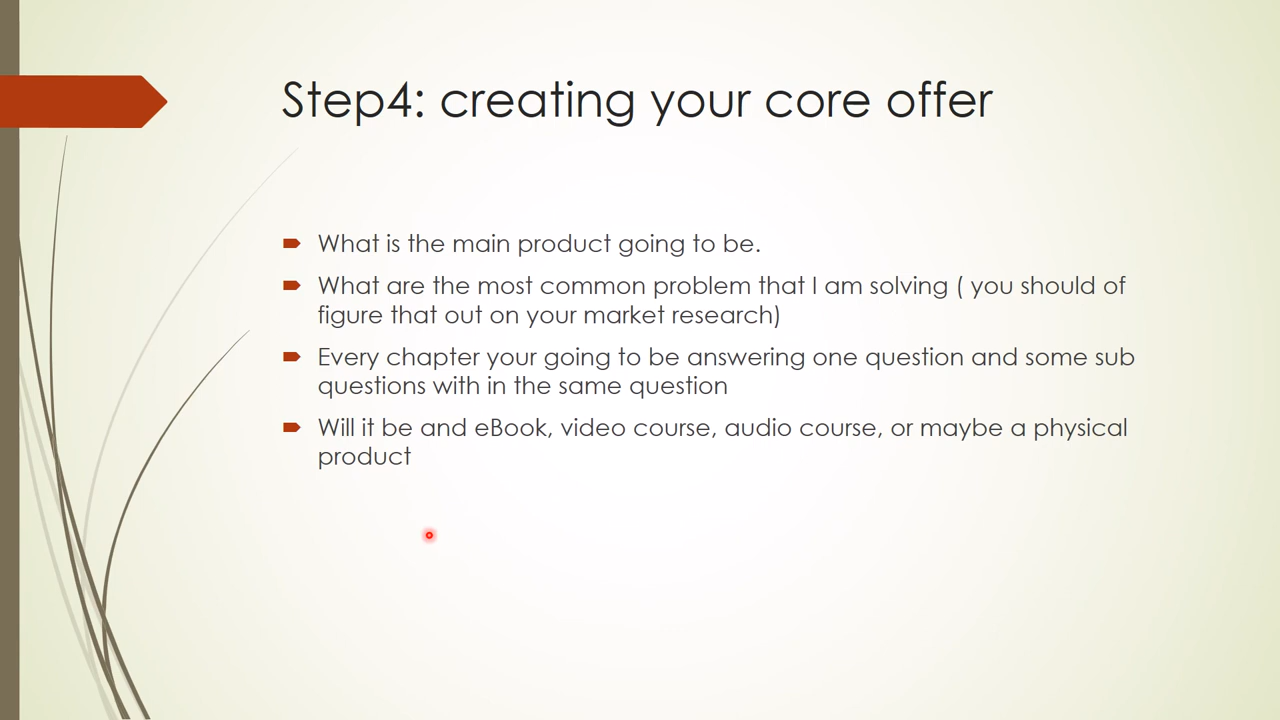 Step4: creating your core offer
What is the main product going to be.
What are the most common problem that I am solving ( you should of
figure that out on your market research)
Every chapter your going to be answering one question and some sub
questions with in the same question
Will it be and eBook, video course, audio course, or maybe a physical
product